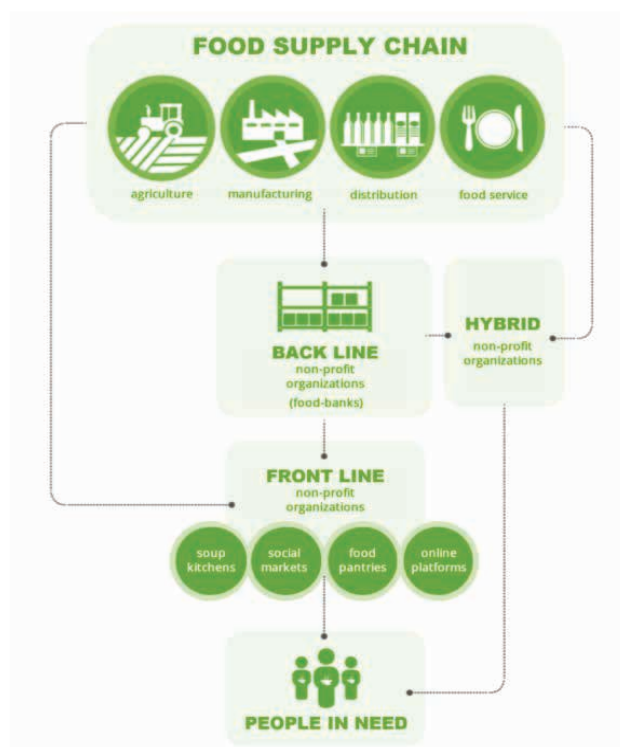 FOOD SUPPLY CHAIN
agriculture
manufacturing
distribution
food service
BACK LINE
non-profit
organizations
(food-banks)
HYBRID
non-profit
organizations
FRONT LINE
non-profit
organizations
soup
kitchens
social
markets
food
pantries
online
platforms
PEOPLE IN NEED